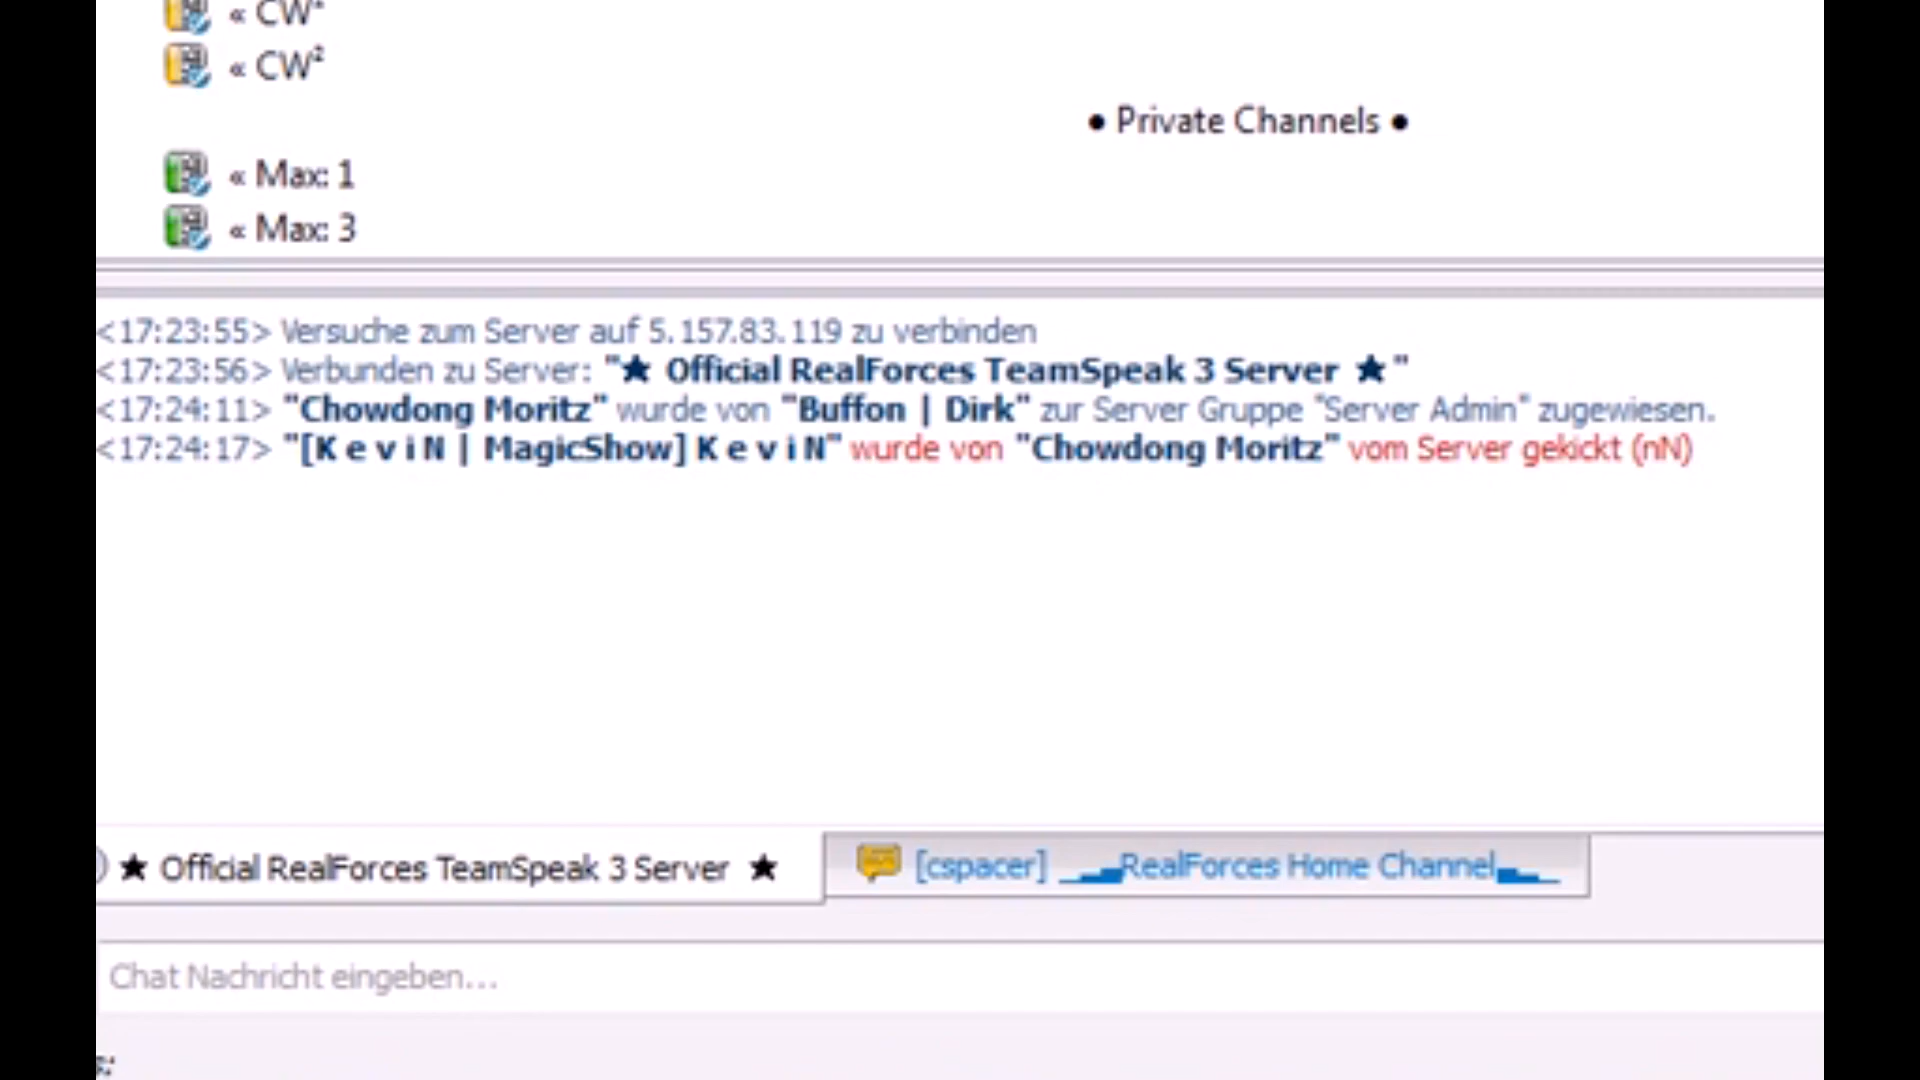 « CW¹
« CW²
● Private Channels ●
« Max: 1
« Max: 3
<17:23:55> Versuche zum Server auf 5.157.83.119 zu verbinden
<17:23:56> Verbunden zu Server: "★ Official RealForces TeamSpeak 3 Server ★"
<17:24:11> "Chowdong Moritz" wurde von "Buffon | Dirk" zur Server Gruppe "Server Admin" zugewiesen.
<17:24:17> "[K e v i N | MagicShow] K e v i N" wurde von "Chowdong Moritz" vom Server gekickt (nN)
★ Official RealForces TeamSpeak 3 Server ★
[cspacer] ▁▂▃RealForces Home Channel▃▂▁
Chat Nachricht eingeben...